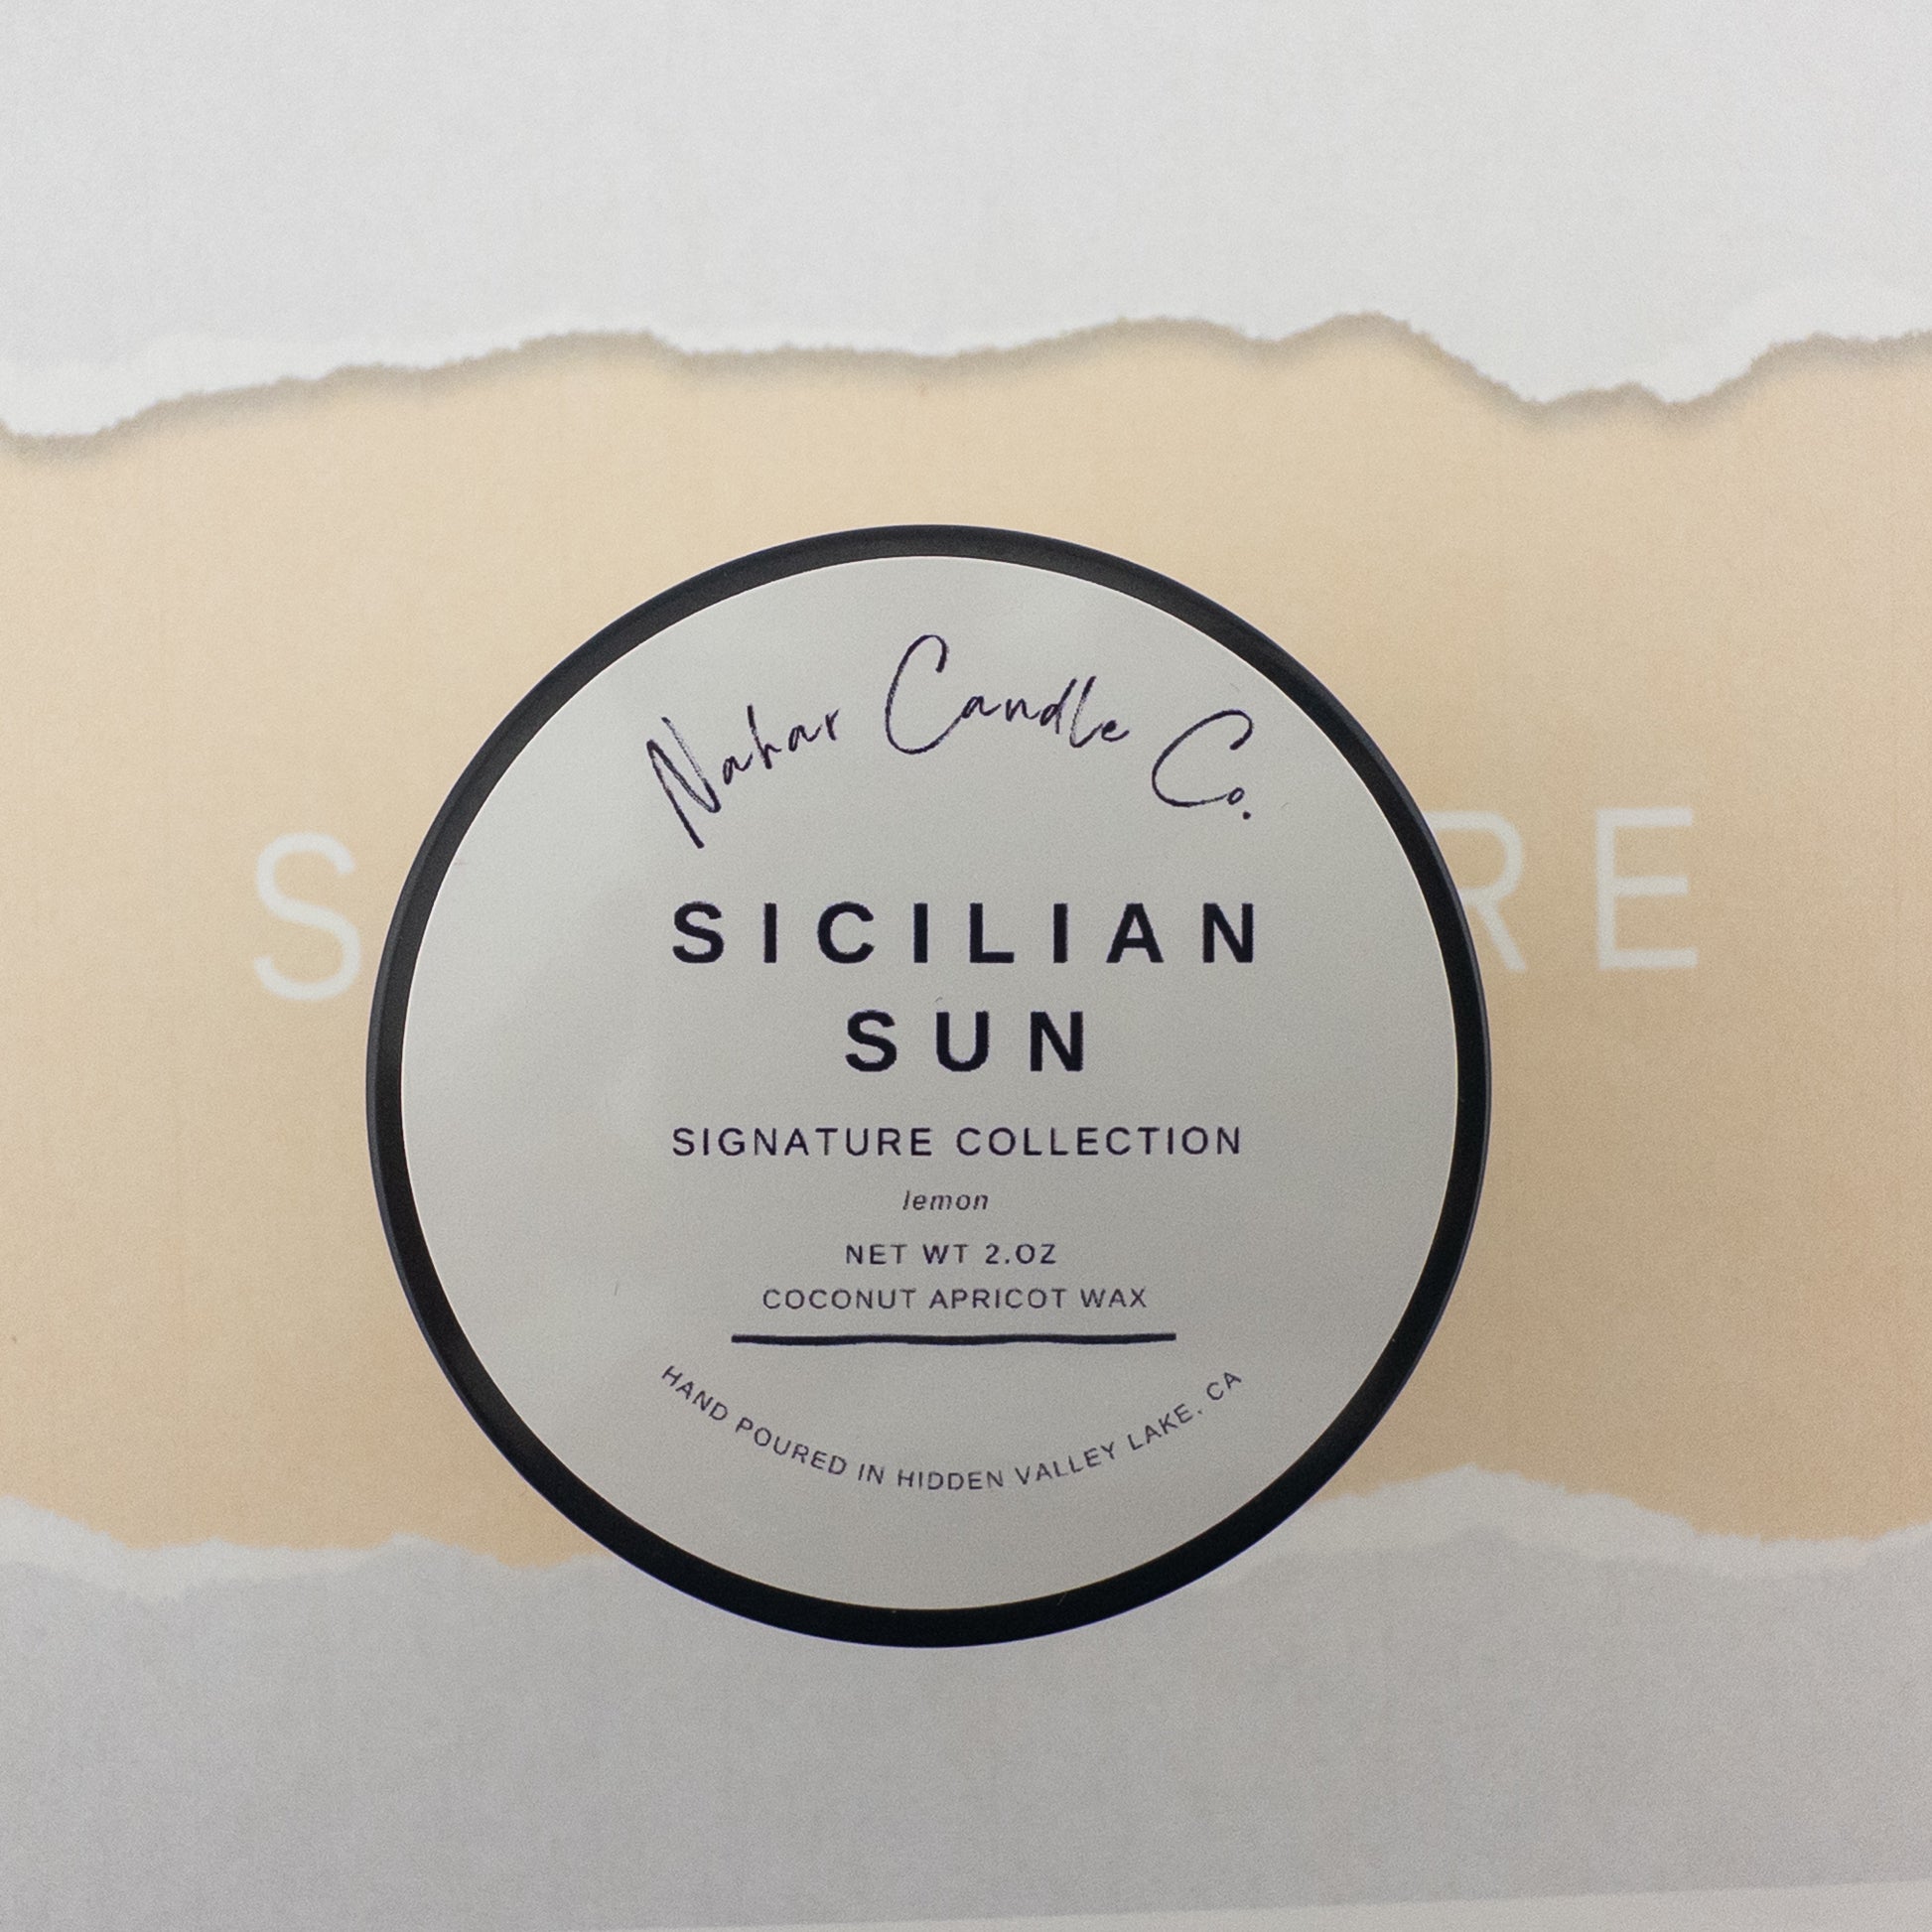 Nahar Candle Co.
SICILIAN
SUN
SIGNATURE COLLECTION
lemon
NET WT 2.OZ
COCONUT APRICOT WAX
HAND POURED IN HIDDEN VALLEY LAKE, CA